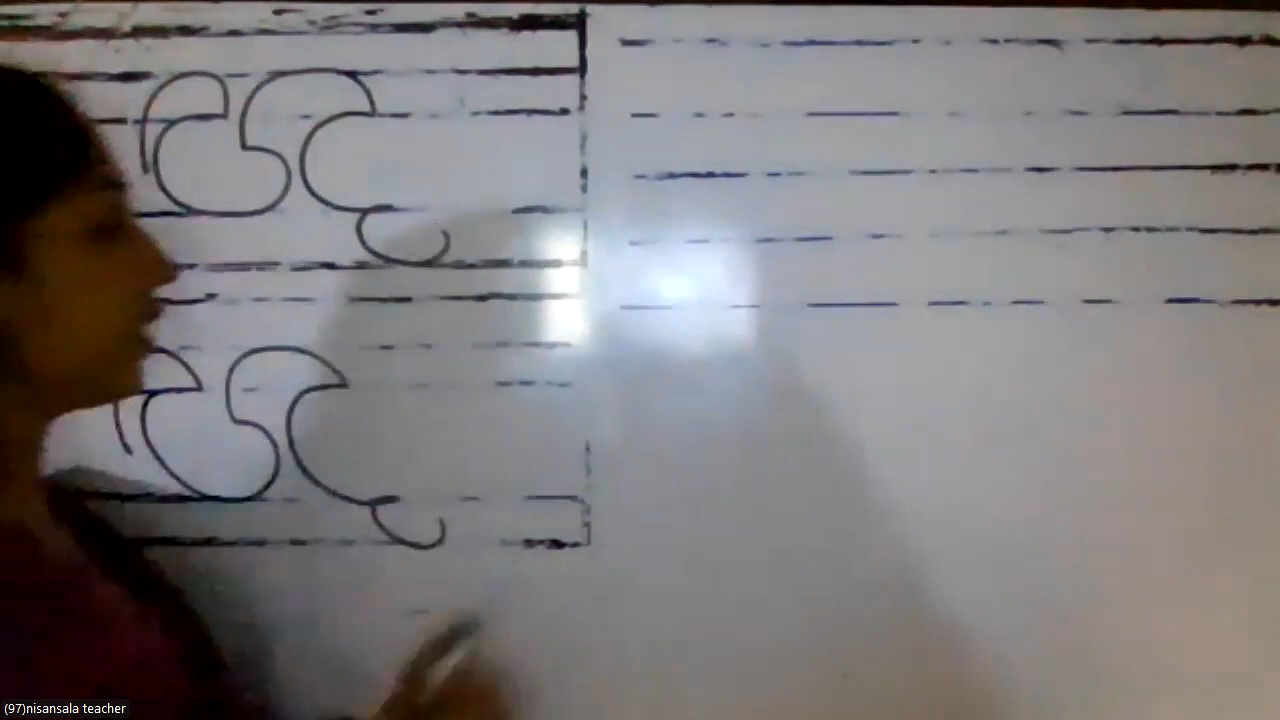 ඳ
ඳ
(97)nisansala teacher